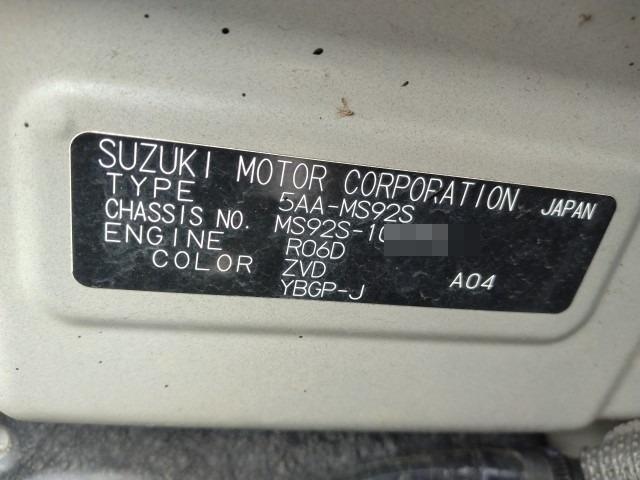 SUZUKI MOTOR CORPORATION JAPAN
TYPE 5AA-MS92S
CHASSIS NO. MS92S-10
ENGINE R06D
COLOR ZVD
YBGP-J A04